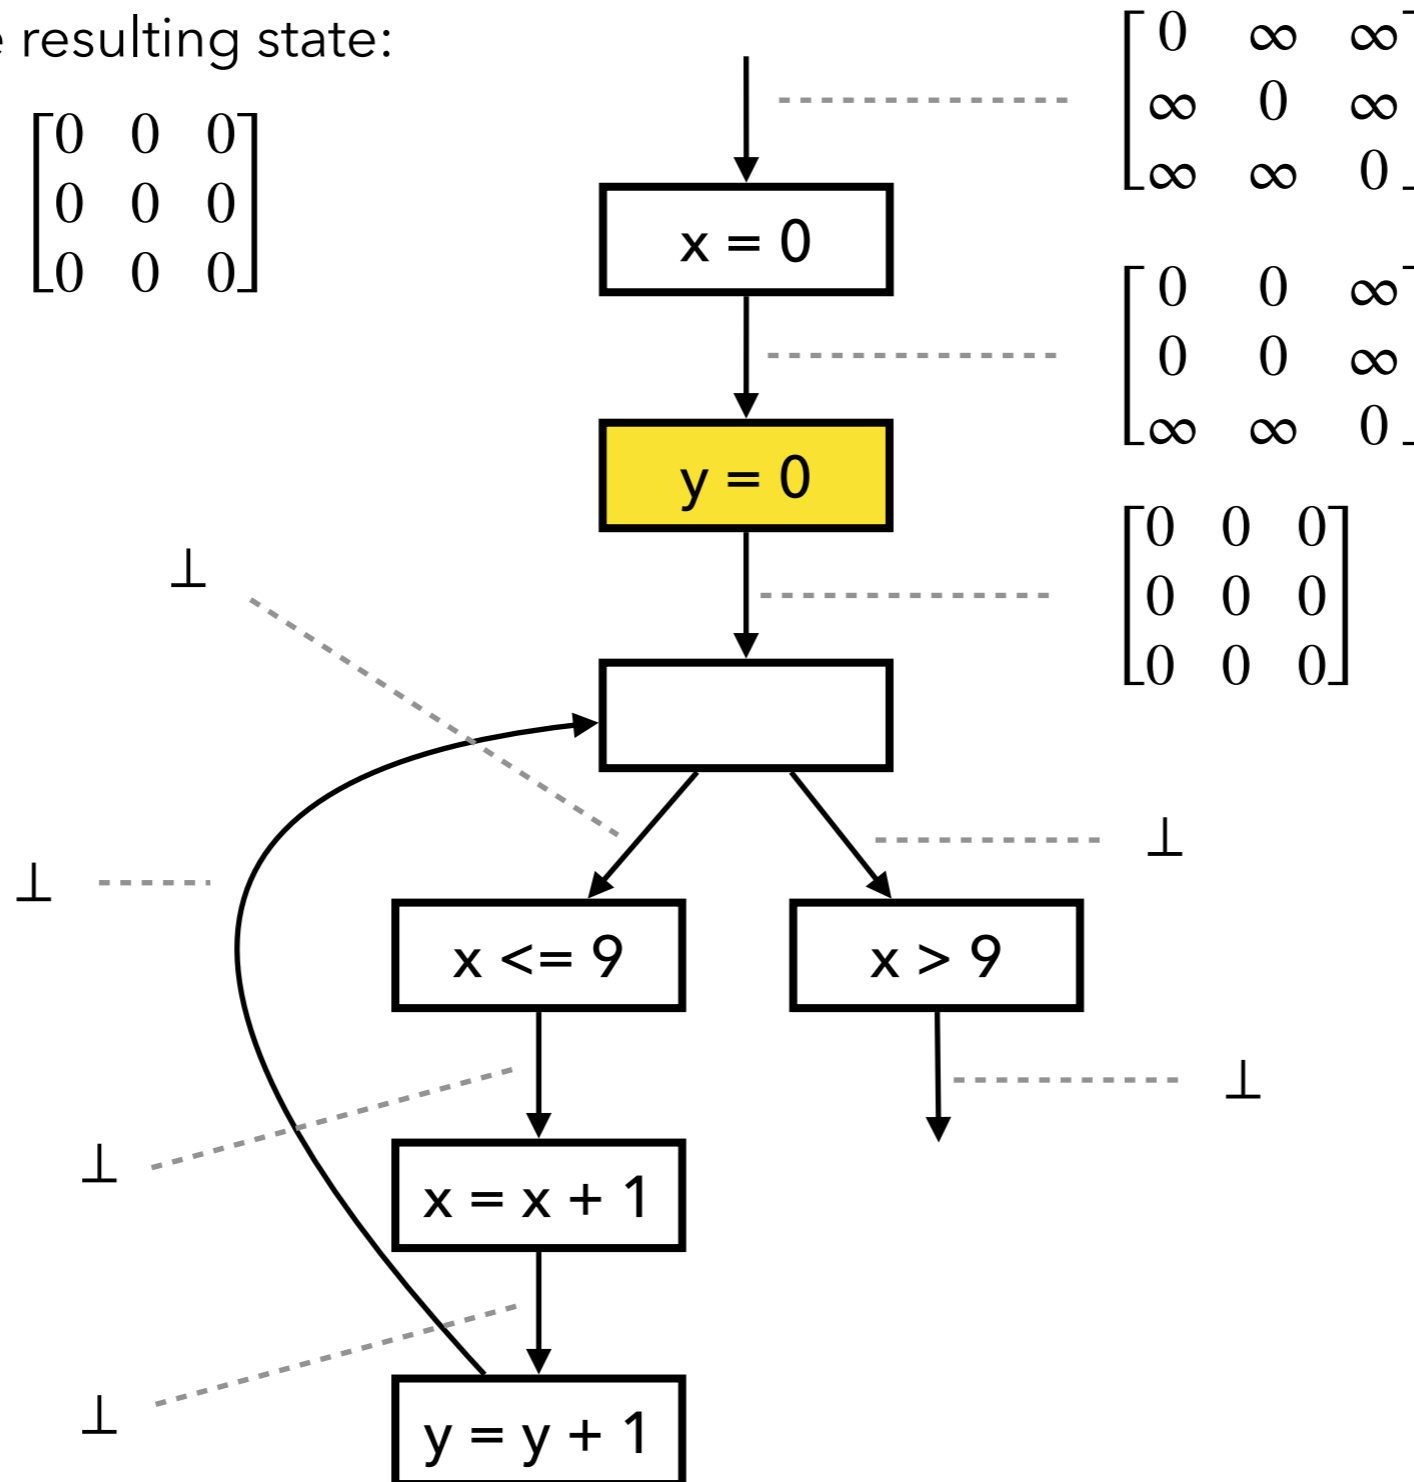 e resulting state:
0 0 0
0 0 0
0 0 0
0 ∞ ∞
∞ 0 ∞
∞ ∞ 0
x = 0
0 0 ∞
0 0 ∞
∞ ∞ 0
y = 0
0 0 0
0 0 0
0 0 0
⊥
⊥
⊥
x <= 9
x > 9
⊥
⊥
x = x + 1
⊥
y = y + 1